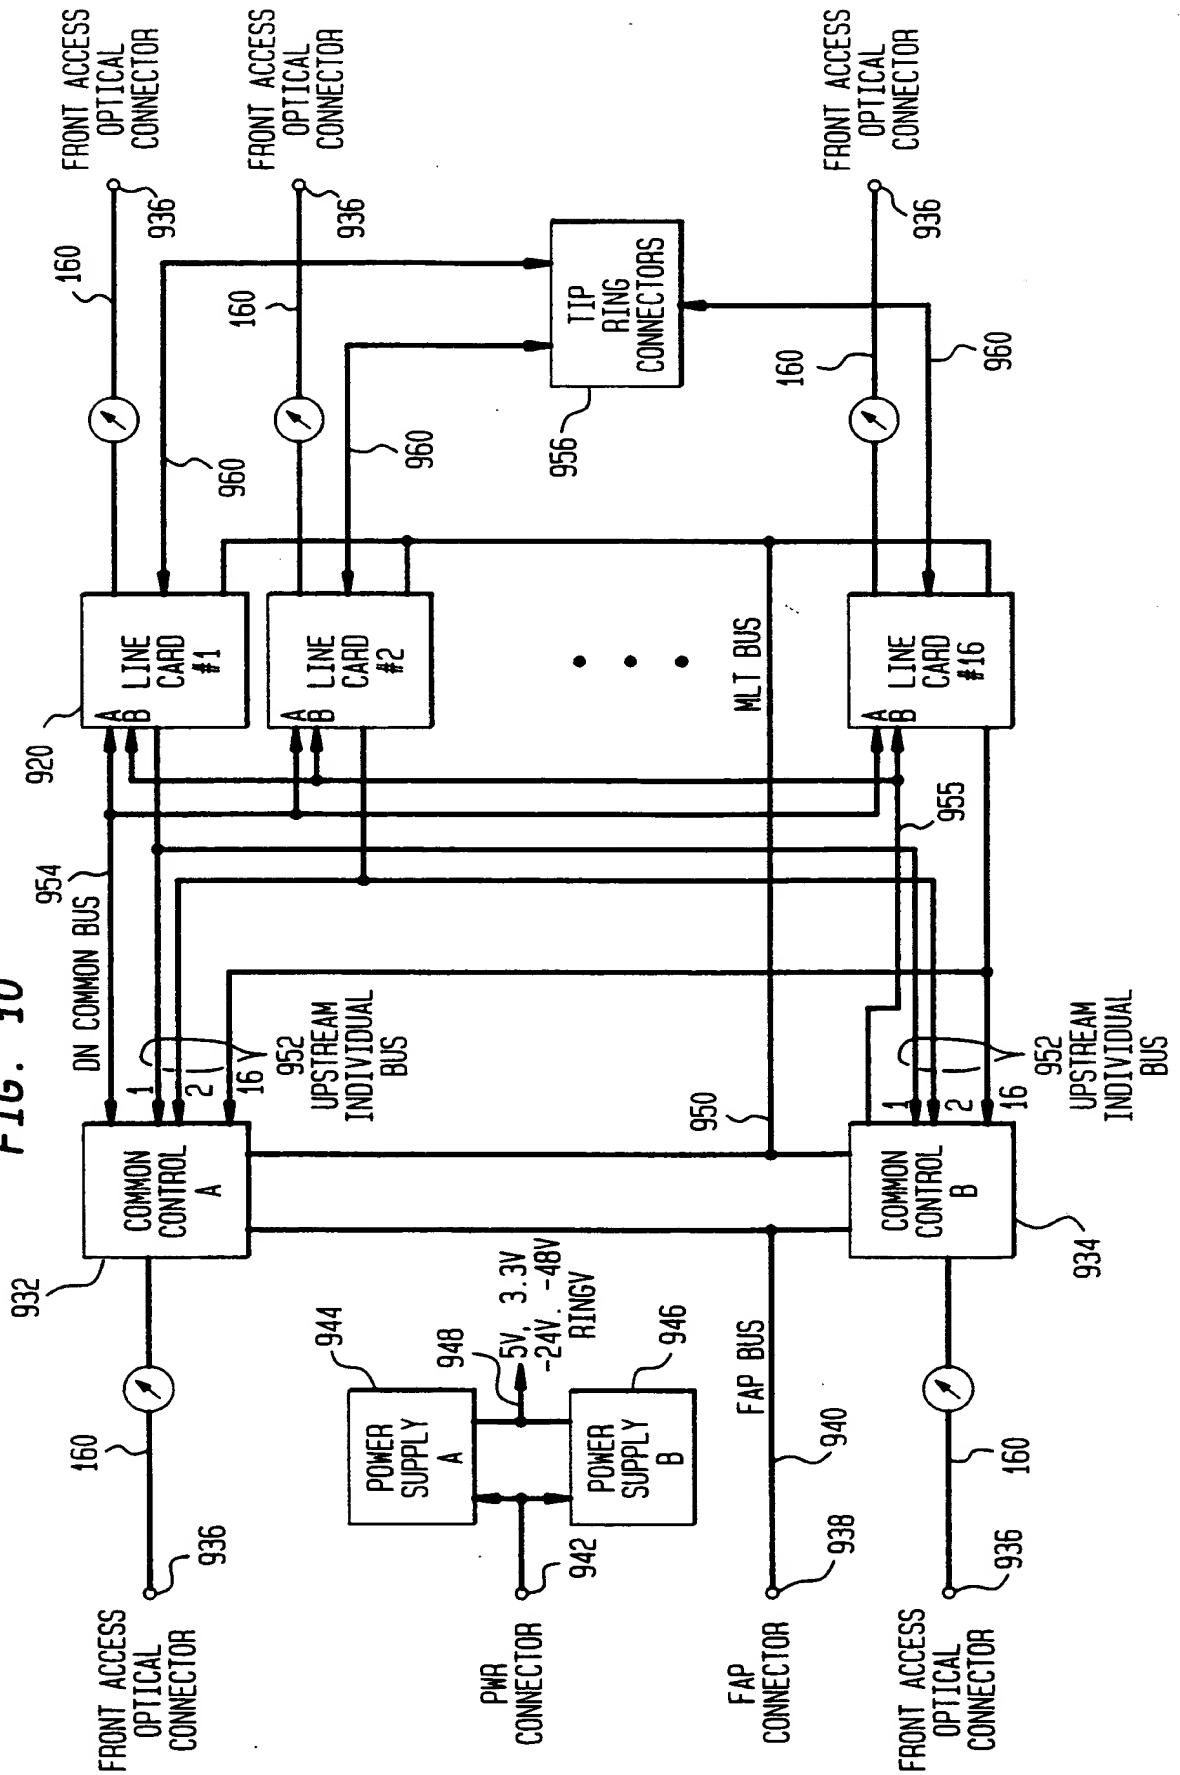 FIG. 10
FRONT ACCESS
OPTICAL
CONNECTOR
936
160
932
COMMON
CONTROL
A
DN COMMON BUS
954
1
2
16
952
UPSTREAM
INDIVIDUAL
BUS
920
A
B
LINE
CARD
#1
160
960
936
FRONT ACCESS
OPTICAL
CONNECTOR
A
B
LINE
CARD
#2
160
960
936
FRONT ACCESS
OPTICAL
CONNECTOR
PWR
CONNECTOR
942
944
POWER
SUPPLY
A
948
5V, 3.3V
-24V. -48V
RINGV
POWER
SUPPLY
B
946
956
TIP
RING
CONNECTORS
FAP
CONNECTOR
938
FAP BUS
940
950
MLT BUS
FRONT ACCESS
OPTICAL
CONNECTOR
936
160
COMMON
CONTROL
B
934
1
2
16
952
UPSTREAM
INDIVIDUAL
BUS
955
A
B
LINE
CARD
#16
160
960
936
FRONT ACCESS
OPTICAL
CONNECTOR